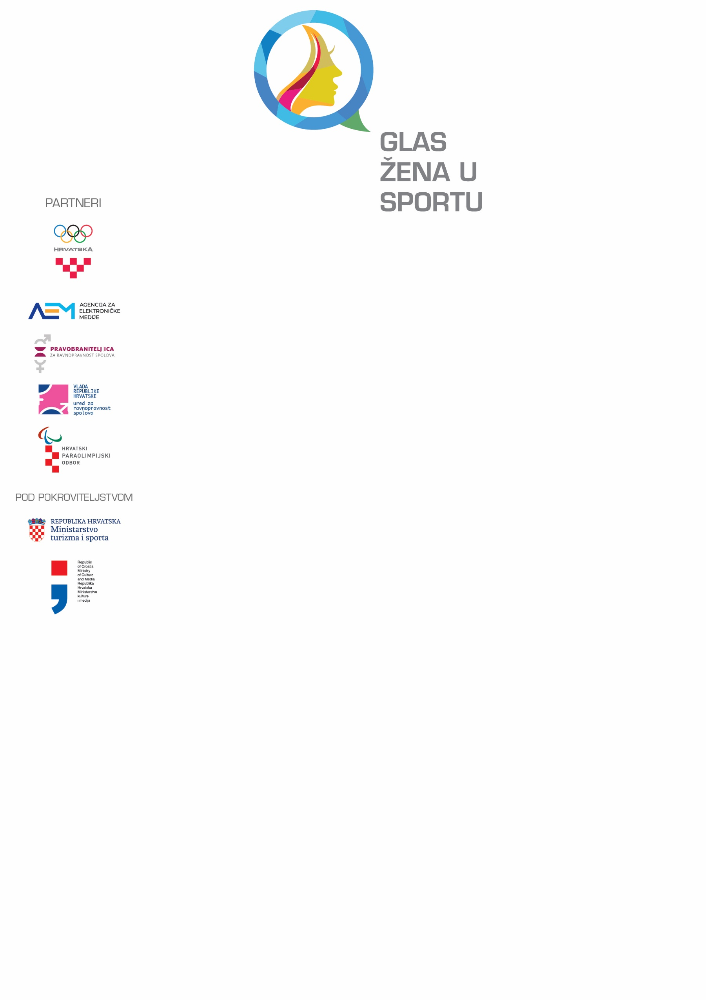 GLAS
ŽENA U
SPORTU
PARTNERI
HRVATSKA
AEM
AGENCIJA ZA
ELEKTRONIČKE
MEDIJE
PRAVOBRANITELJ|ICA
ZA RAVNOPRAVNOST SPOLOVA
VLADA
REPUBLIKE
HRVATSKE
ured za
ravnopravnost
spolova
HRVATSKI
PARAOLIMPIJSKI
ODBOR
POD POKROVITELJSTVOM
REPUBLIKA HRVATSKA
Ministarstvo
turizma i sporta
Republic
of Croatia
Ministry
of Culture
and Media
Republika
Hrvatska
Ministarstvo
kulture
i medija